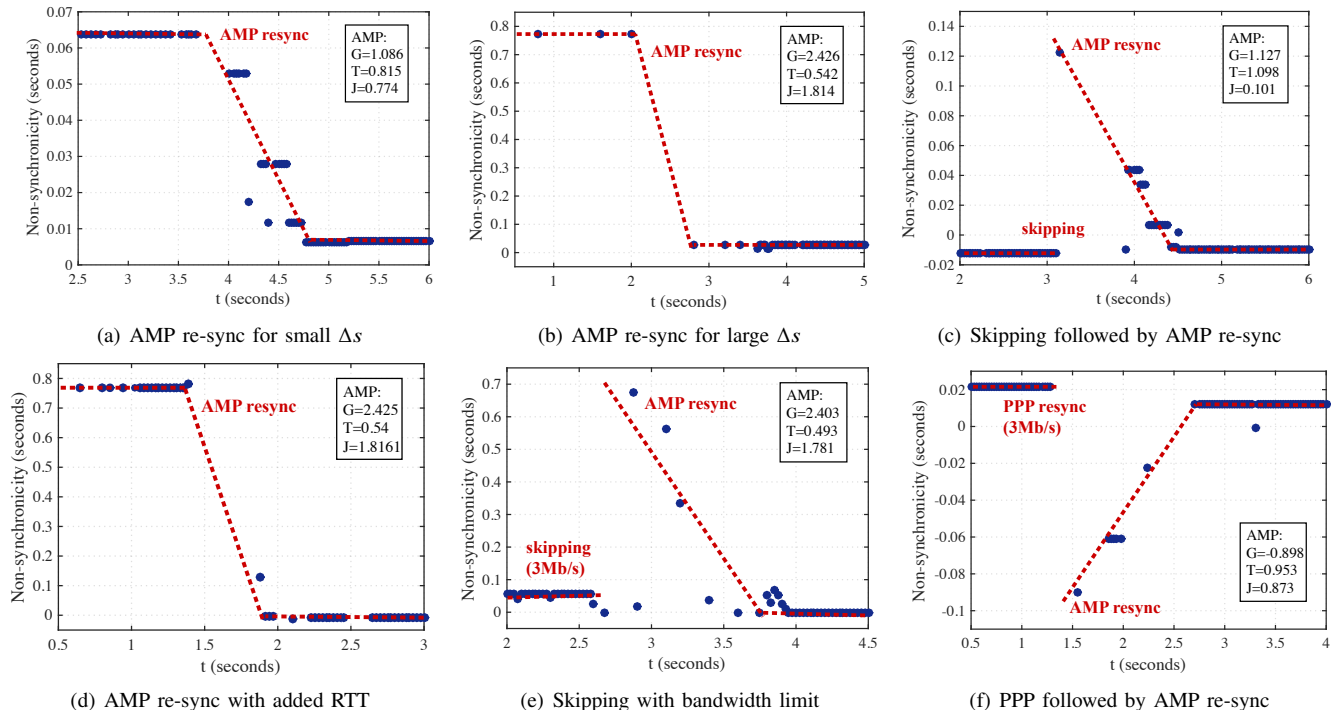 0.07
0.06
0.05
0.04
0.03
0.02
0.01
0
Non-synchronicity (seconds)
AMP resync
AMP:
G=1.086
T=0.815
J=0.774
2.5 3 3.5 4 4.5 5 5.5 6
t (seconds)
(a) AMP re-sync for small Δs
0.8
0.7
0.6
0.5
0.4
0.3
0.2
0.1
0
Non-synchronicity (seconds)
AMP resync
AMP:
G=2.426
T=0.542
J=1.814
1 2 3 4 5
t (seconds)
(b) AMP re-sync for large Δs
0.14
0.12
0.1
0.08
0.06
0.04
0.02
0
-0.02
Non-synchronicity (seconds)
AMP resync
skipping
AMP:
G=1.127
T=1.098
J=0.101
2 3 4 5 6
t (seconds)
(c) Skipping followed by AMP re-sync
0.8
0.7
0.6
0.5
0.4
0.3
0.2
0.1
0
Non-synchronicity (seconds)
AMP resync
AMP:
G=2.425
T=0.54
J=1.8161
0.5 1 1.5 2 2.5 3
t (seconds)
(d) AMP re-sync with added RTT
0.7
0.6
0.5
0.4
0.3
0.2
0.1
0
Non-synchronicity (seconds)
AMP resync
skipping
(3Mb/s)
AMP:
G=2.403
T=0.493
J=1.781
2 2.5 3 3.5 4 4.5
t (seconds)
(e) Skipping with bandwidth limit
0.02
0
-0.02
-0.04
-0.06
-0.08
-0.1
Non-synchronicity (seconds)
PPP resync
(3Mb/s)
AMP resync
AMP:
G=-0.898
T=0.953
J=0.873
0.5 1 1.5 2 2.5 3 3.5 4
t (seconds)
(f) PPP followed by AMP re-sync